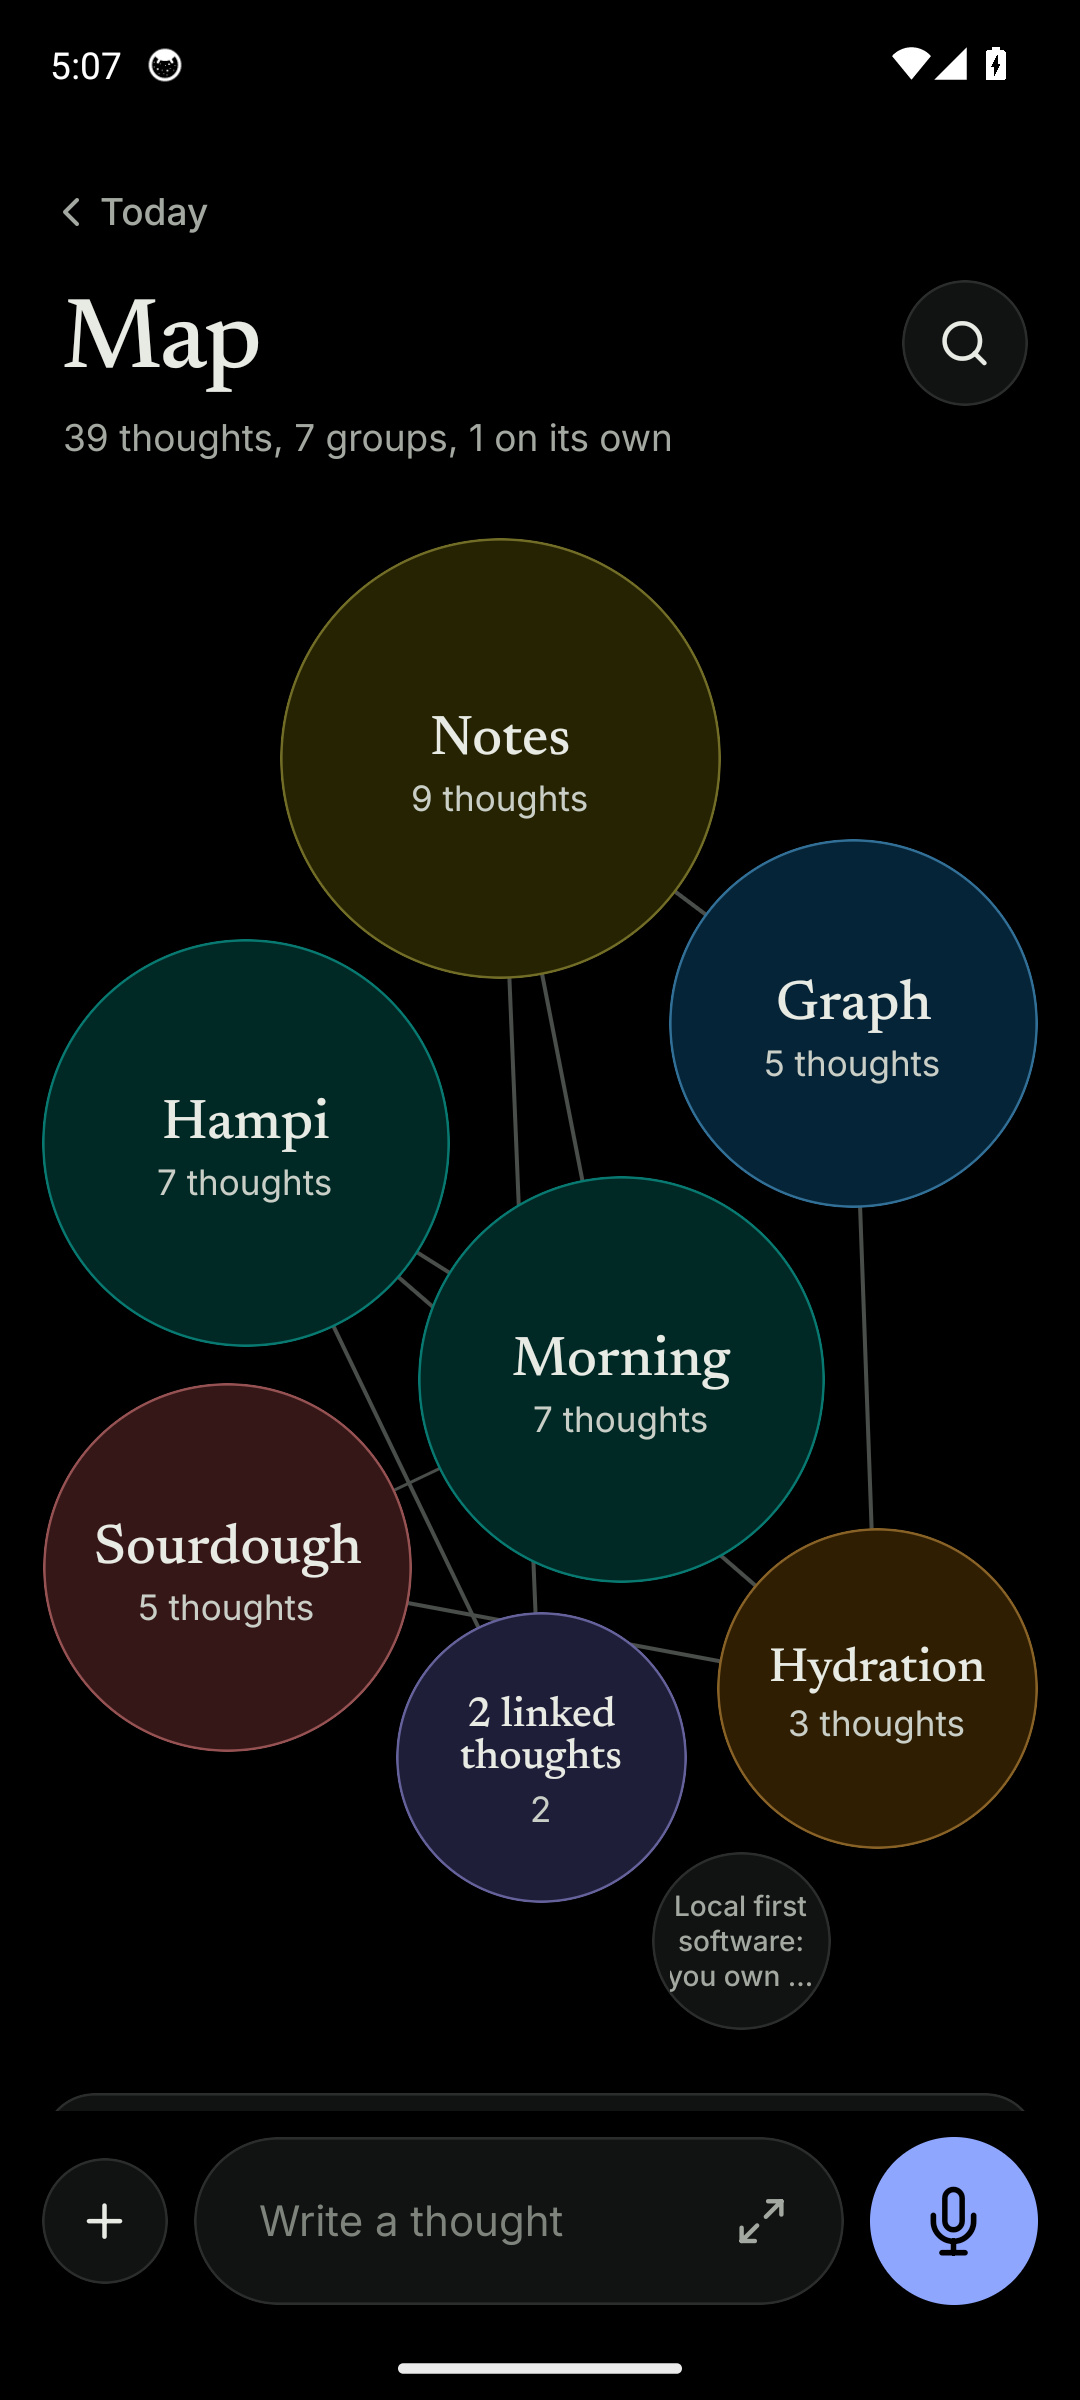 5:07
Today
Map
39 thoughts, 7 groups, 1 on its own
Notes
9 thoughts
Graph
5 thoughts
Hampi
7 thoughts
Morning
7 thoughts
Sourdough
5 thoughts
Hydration
3 thoughts
2 linked
thoughts
2
Local first
software:
you own ...
Write a thought